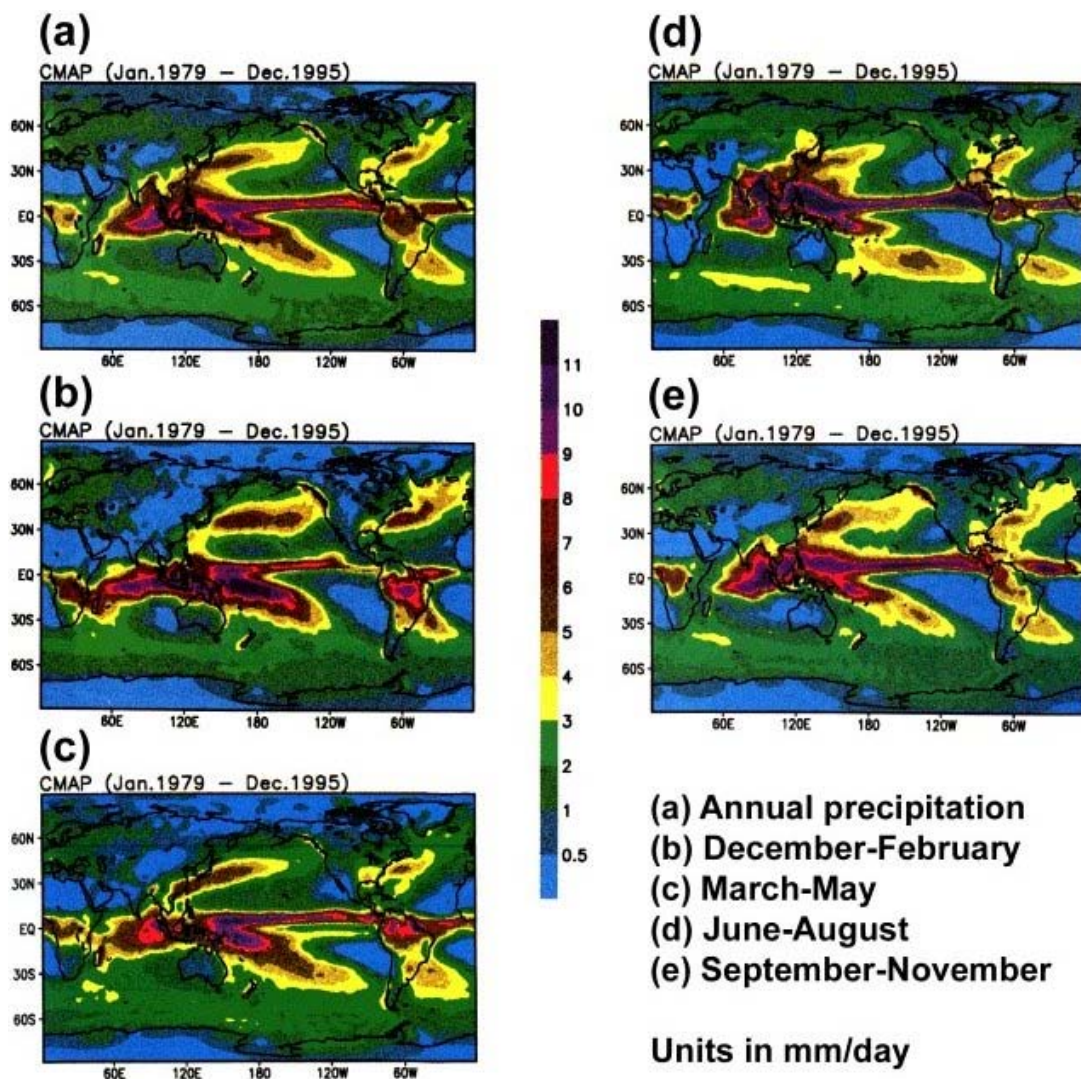 (a)
CMAP (Jan.1979 – Dec.1995)
60N
30N
EQ
30S
60S
60E 120E 180 120W 60W
(b)
CMAP (Jan.1979 – Dec.1995)
60N
30N
EQ
30S
60S
60E 120E 180 120W 60W
(c)
CMAP (Jan.1979 – Dec.1995)
60N
30N
EQ
30S
60S
60E 120E 180 120W 60W
11
10
9
8
7
6
5
4
3
2
1
0.5
(d)
CMAP (Jan.1979 – Dec.1995)
60N
30N
EQ
30S
60S
60E 120E 180 120W 60W
(e)
CMAP (Jan.1979 – Dec.1995)
60N
30N
EQ
30S
60S
60E 120E 180 120W 60W
(a) Annual precipitation
(b) December-February
(c) March-May
(d) June-August
(e) September-November
Units in mm/day